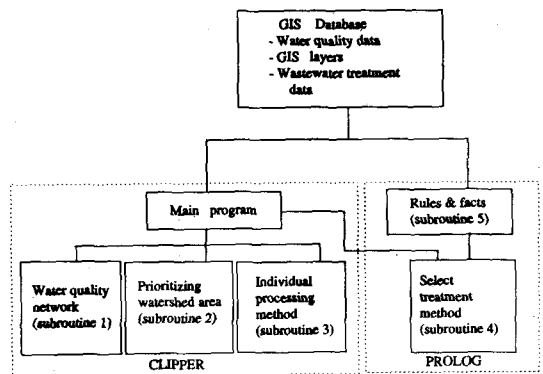 GIS Database
- Water quality data
- GIS layers
- Wastewater treatment
data
Main program
Rules & facts
(subroutine 5)
Water quality
network
(subroutine 1)
Prioritizing
watershed area
(subroutine 2)
Individual
processing
method
(subroutine 3)
Select
treatment
method
(subroutine 4)
CLIPPER
PROLOG